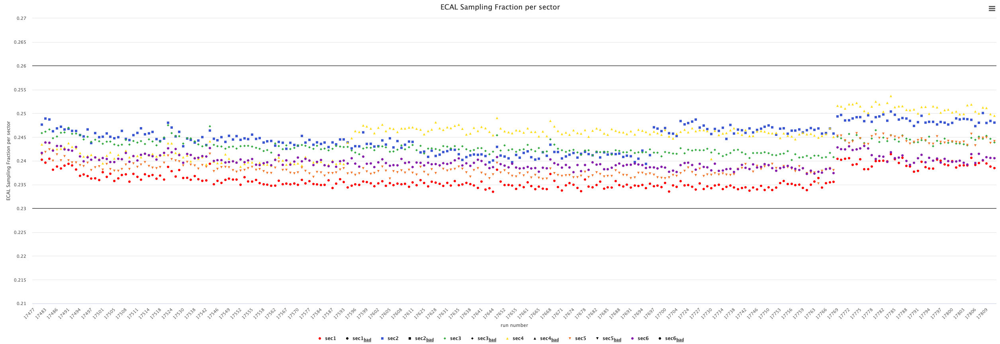 ECAL Sampling Fraction per sector
0.27
0.265
0.26
0.255
0.25
0.245
0.24
0.235
0.23
0.225
0.22
0.215
0.21
ECAL Sampling Fraction per sector
17477 17483 17486 17491 17494 17497 17501 17505 17508 17511 17514 17518 17524 17530 17538 17542 17546 17549 17552 17555 17558 17562 17567 17570 17577 17584 17587 17593 17596 17599 17602 17605 17608 17611 17625 17628 17631 17635 17638 17641 17644 17652 17655 17661 17665 17668 17671 17674 17678 17682 17685 17688 17691 17694 17697 17700 17704 17724 17727 17730 17734 17738 17742 17746 17750 17753 17756 17759 17763 17766 17769 17772 17775 17778 17782 17785 17788 17791 17794 17797 17800 17803 17806 17809
run number
sec1 sec1bad sec2 sec2bad sec3 sec3bad sec4 sec4bad sec5 sec5bad sec6 sec6bad